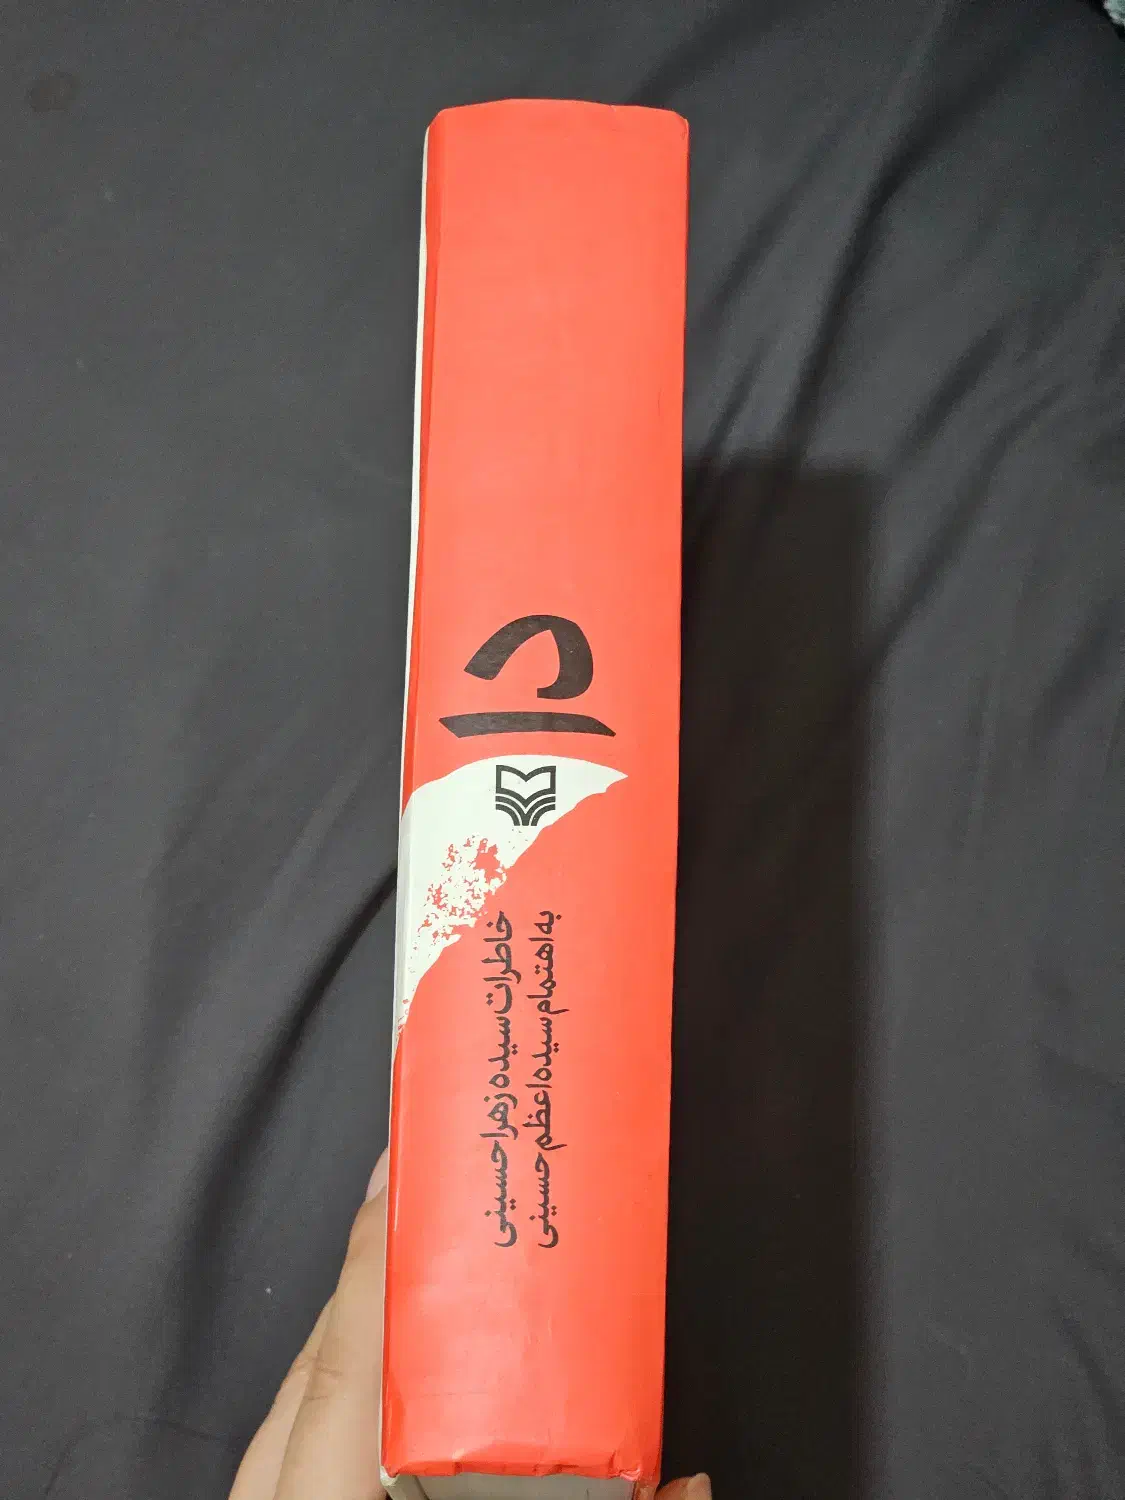 دا
خاطرات سیده زهرا حسینی
به اهتمام سیده اعظم حسینی